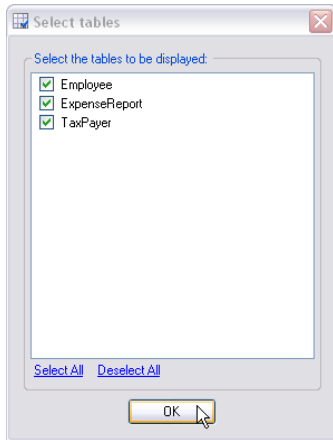 Select tables
Select the tables to be displayed:
Employee
ExpenseReport
TaxPayer
Select All Deselect All
OK